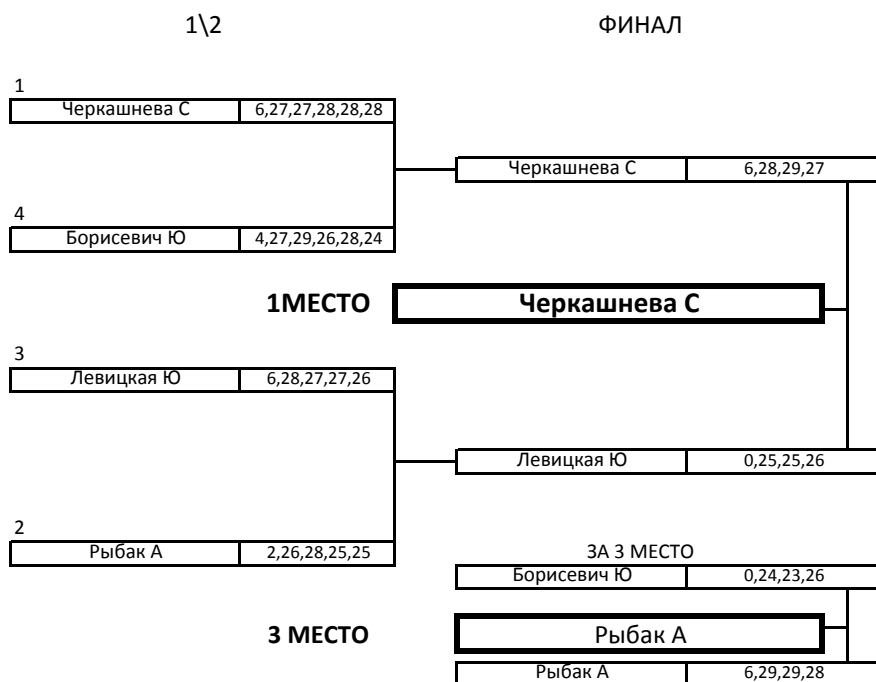 1\2 ФИНАЛ
1
Черкашнева С 6,27,27,28,28,28
Черкашнева С 6,28,29,27
4
Борисевич Ю 4,27,29,26,28,24
1МЕСТО Черкашнева С
3
Левицкая Ю 6,28,27,27,26
Левицкая Ю 0,25,25,26
2
Рыбак А 2,26,28,25,25
ЗА 3 МЕСТО
Борисевич Ю 0,24,23,26
3 МЕСТО Рыбак А
Рыбак А 6,29,29,28